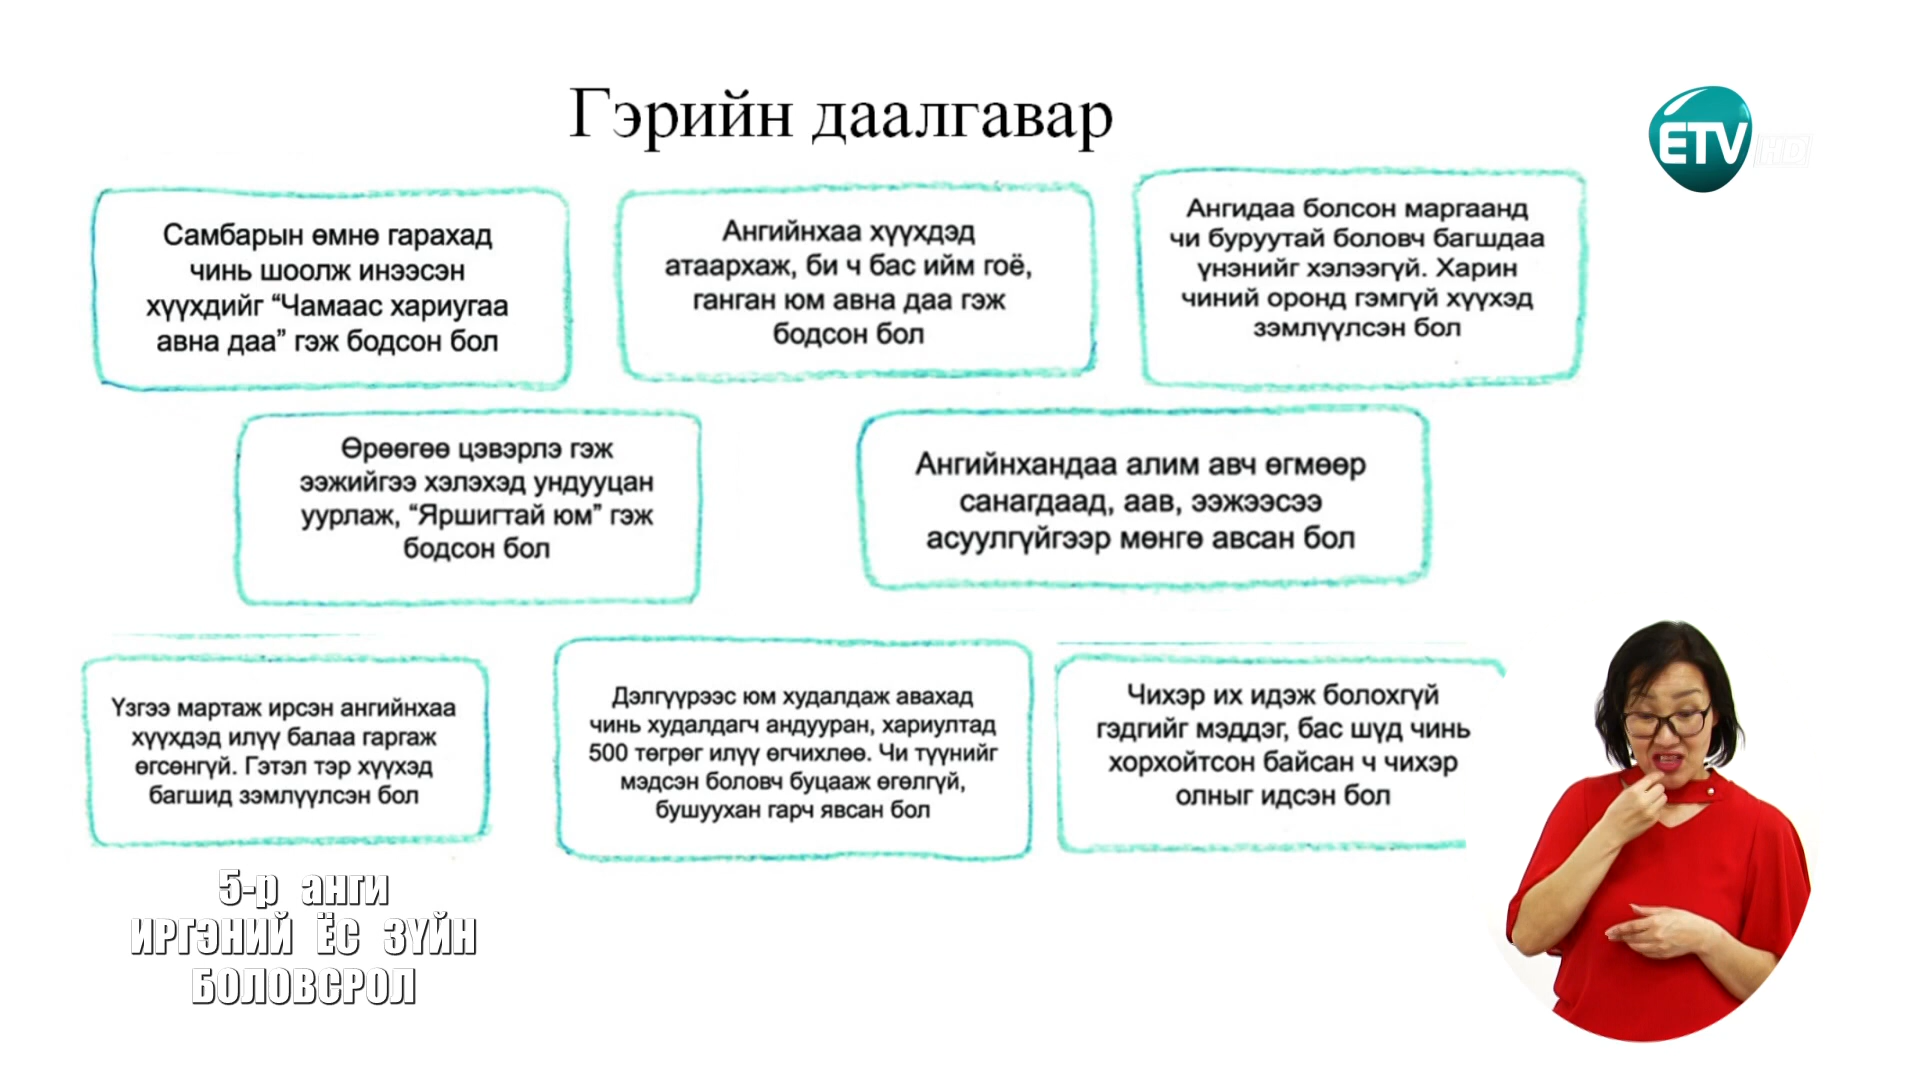 Гэрийн даалгавар
ETV HD
Самбарын өмнө гарахад
чинь шоолж инээсэн
хүүхдийг “Чамаас хариугаа
авна даа” гэж бодсон бол
Ангийнхаа хүүхдэд
атаархаж, би ч бас ийм гоё,
ганган юм авна даа гэж
бодсон бол
Ангидаа болсон маргаанд
чи буруутай боловч багшдаа
үнэнийг хэлээгүй. Харин
чиний оронд гэмгүй хүүхэд
зэмлүүлсэн бол
Өрөөгөө цэвэрлэ гэж
ээжийгээ хэлэхэд ундууцан
уурлаж, “Яршигтай юм” гэж
бодсон бол
Ангийнхандаа алим авч өгмөөр
санагдаад, аав, ээжээсээ
асуулгүйгээр мөнгө авсан бол
Үзгээ мартаж ирсэн ангийнхаа
хүүхдэд илүү балаа гаргаж
өгсөнгүй. Гэтэл тэр хүүхэд
багшид зэмлүүлсэн бол
Дэлгүүрээс юм худалдаж авахад
чинь худалдагч андууран, хариултад
500 төгрөг илүү өгчихлөө. Чи түүнийг
мэдсэн боловч буцааж өгөлгүй,
бушуухан гарч явсан бол
Чихэр их идэж болохгүй
гэдгийг мэддэг, бас шүд чинь
хорхойтсон байсан ч чихэр
олныг идсэн бол
5-р анги
ИРГЭНИЙ ЁС ЗҮЙН
БОЛОВСРОЛ